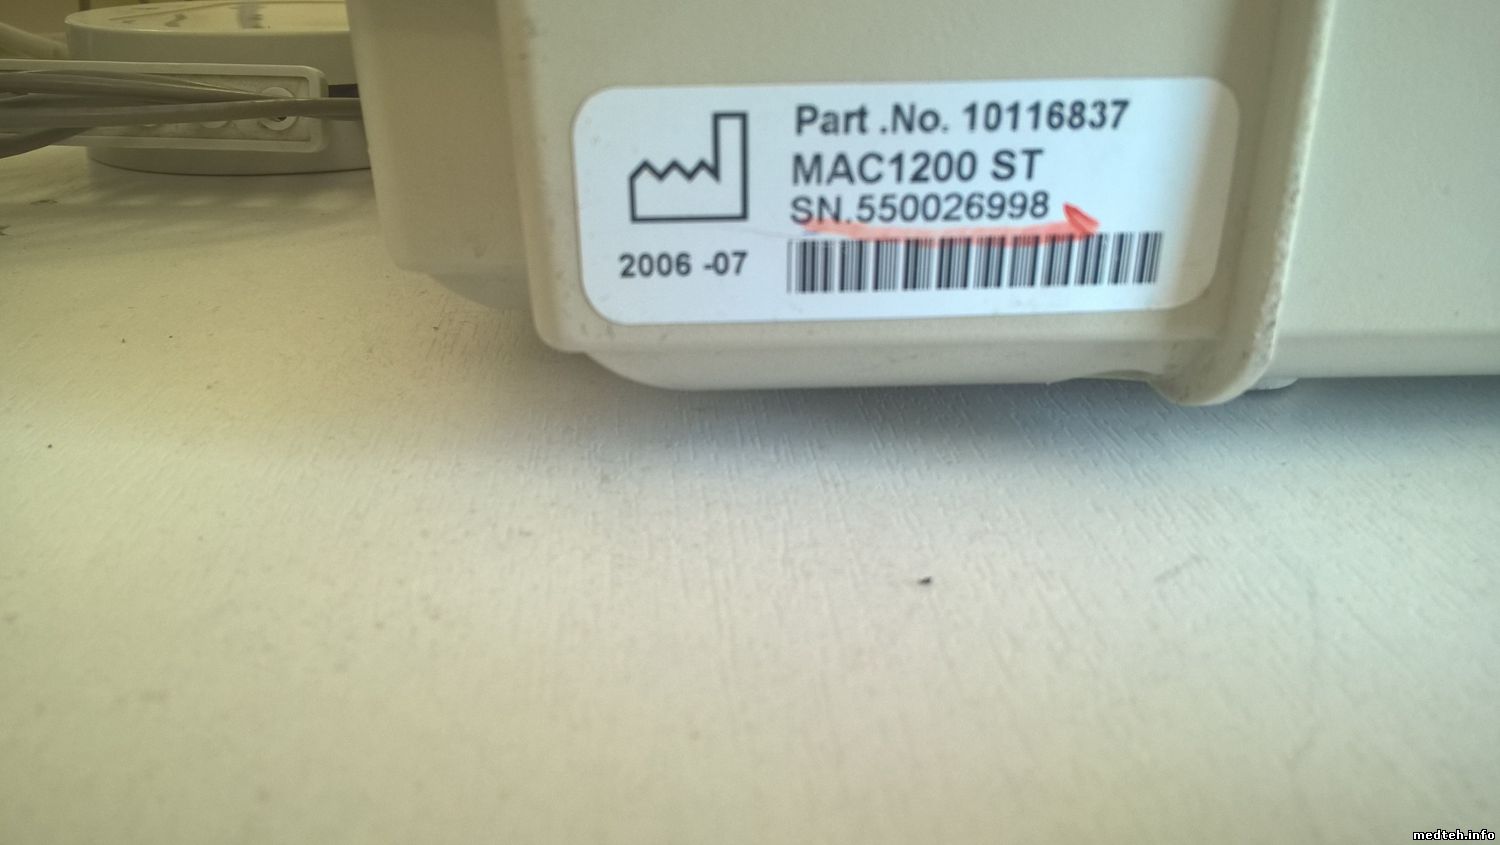 Part .No. 10116837
MAC1200 ST
SN.550026998
2006 -07
medteh.info